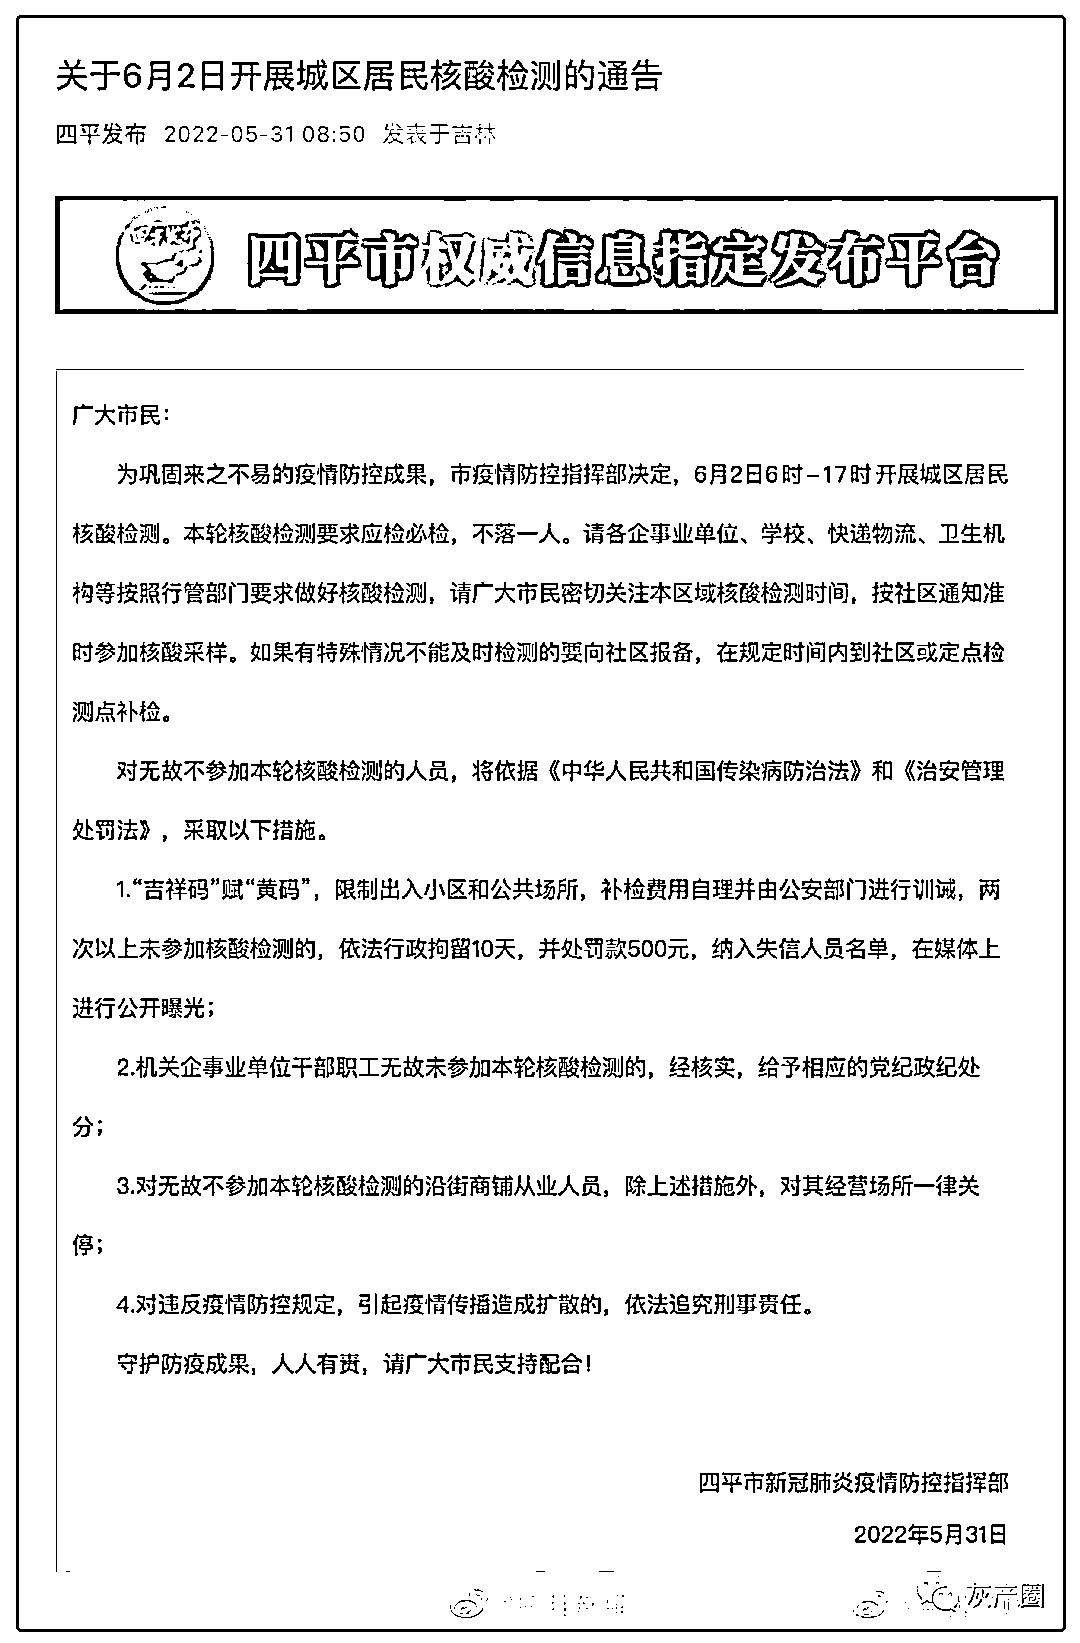 关于6月2日开展城区居民核酸检测的通告
四平发布 2022-05-31 08:50 发表于吉林
四平发布
四平市权威信息指定发布平台
广大市民：
为巩固来之不易的疫情防控成果，市疫情防控指挥部决定，6月2日6时-17时开展城区居民
核酸检测。本轮核酸检测要求应检必检，不落一人。请各企事业单位、学校、快递物流、卫生机
构等按照行管部门要求做好核酸检测，请广大市民密切关注本区域核酸检测时间，按社区通知准
时参加核酸采样。如果有特殊情况不能及时检测的要向社区报备，在规定时间内到社区或定点检
测点补检。
对无故不参加本轮核酸检测的人员，将依据《中华人民共和国传染病防治法》和《治安管理
处罚法》，采取以下措施。
1.“吉祥码”赋“黄码”，限制出入小区和公共场所，补检费用自理并由公安部门进行训诫，两
次以上未参加核酸检测的，依法行政拘留10天，并处罚款500元，纳入失信人员名单，在媒体上
进行公开曝光；
2.机关企事业单位干部职工无故未参加本轮核酸检测的，经核实，给予相应的党纪政纪处
分；
3.对无故不参加本轮核酸检测的沿街商铺从业人员，除上述措施外，对其经营场所一律关
停；
4.对违反疫情防控规定，引起疫情传播造成扩散的，依法追究刑事责任。
守护防疫成果，人人有责，请广大市民支持配合！
四平市新冠肺炎疫情防控指挥部
2022年5月31日
灰产圈